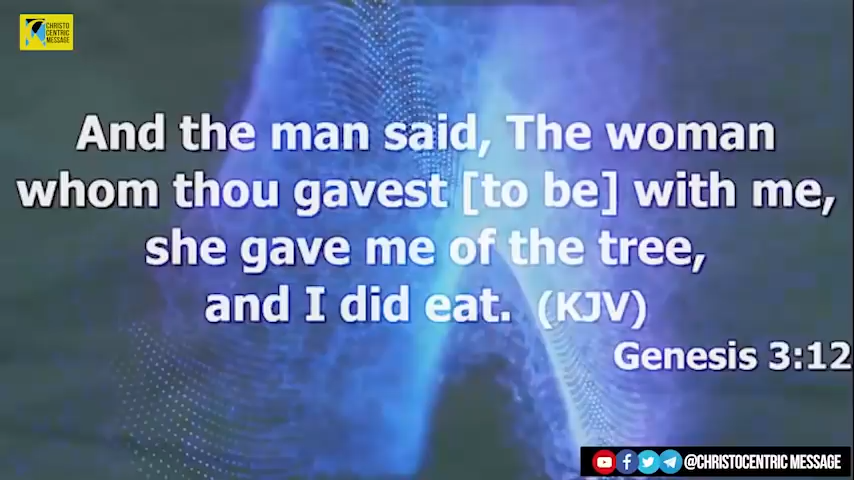 CHRISTO
CENTRIC
MESSAGE
And the man said, The woman
whom thou gavest [to be] with me,
she gave me of the tree,
and I did eat. (KJV)
Genesis 3:12
@CHRISTOCENTRIC MESSAGE